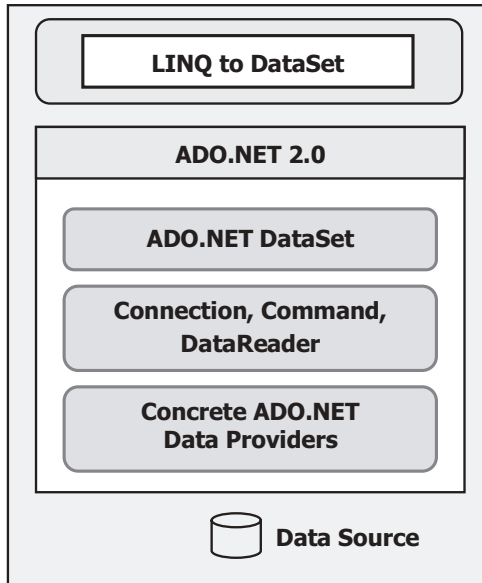 LINQ to DataSet
ADO.NET 2.0
ADO.NET DataSet
Connection, Command,
DataReader
Concrete ADO.NET
Data Providers
Data Source